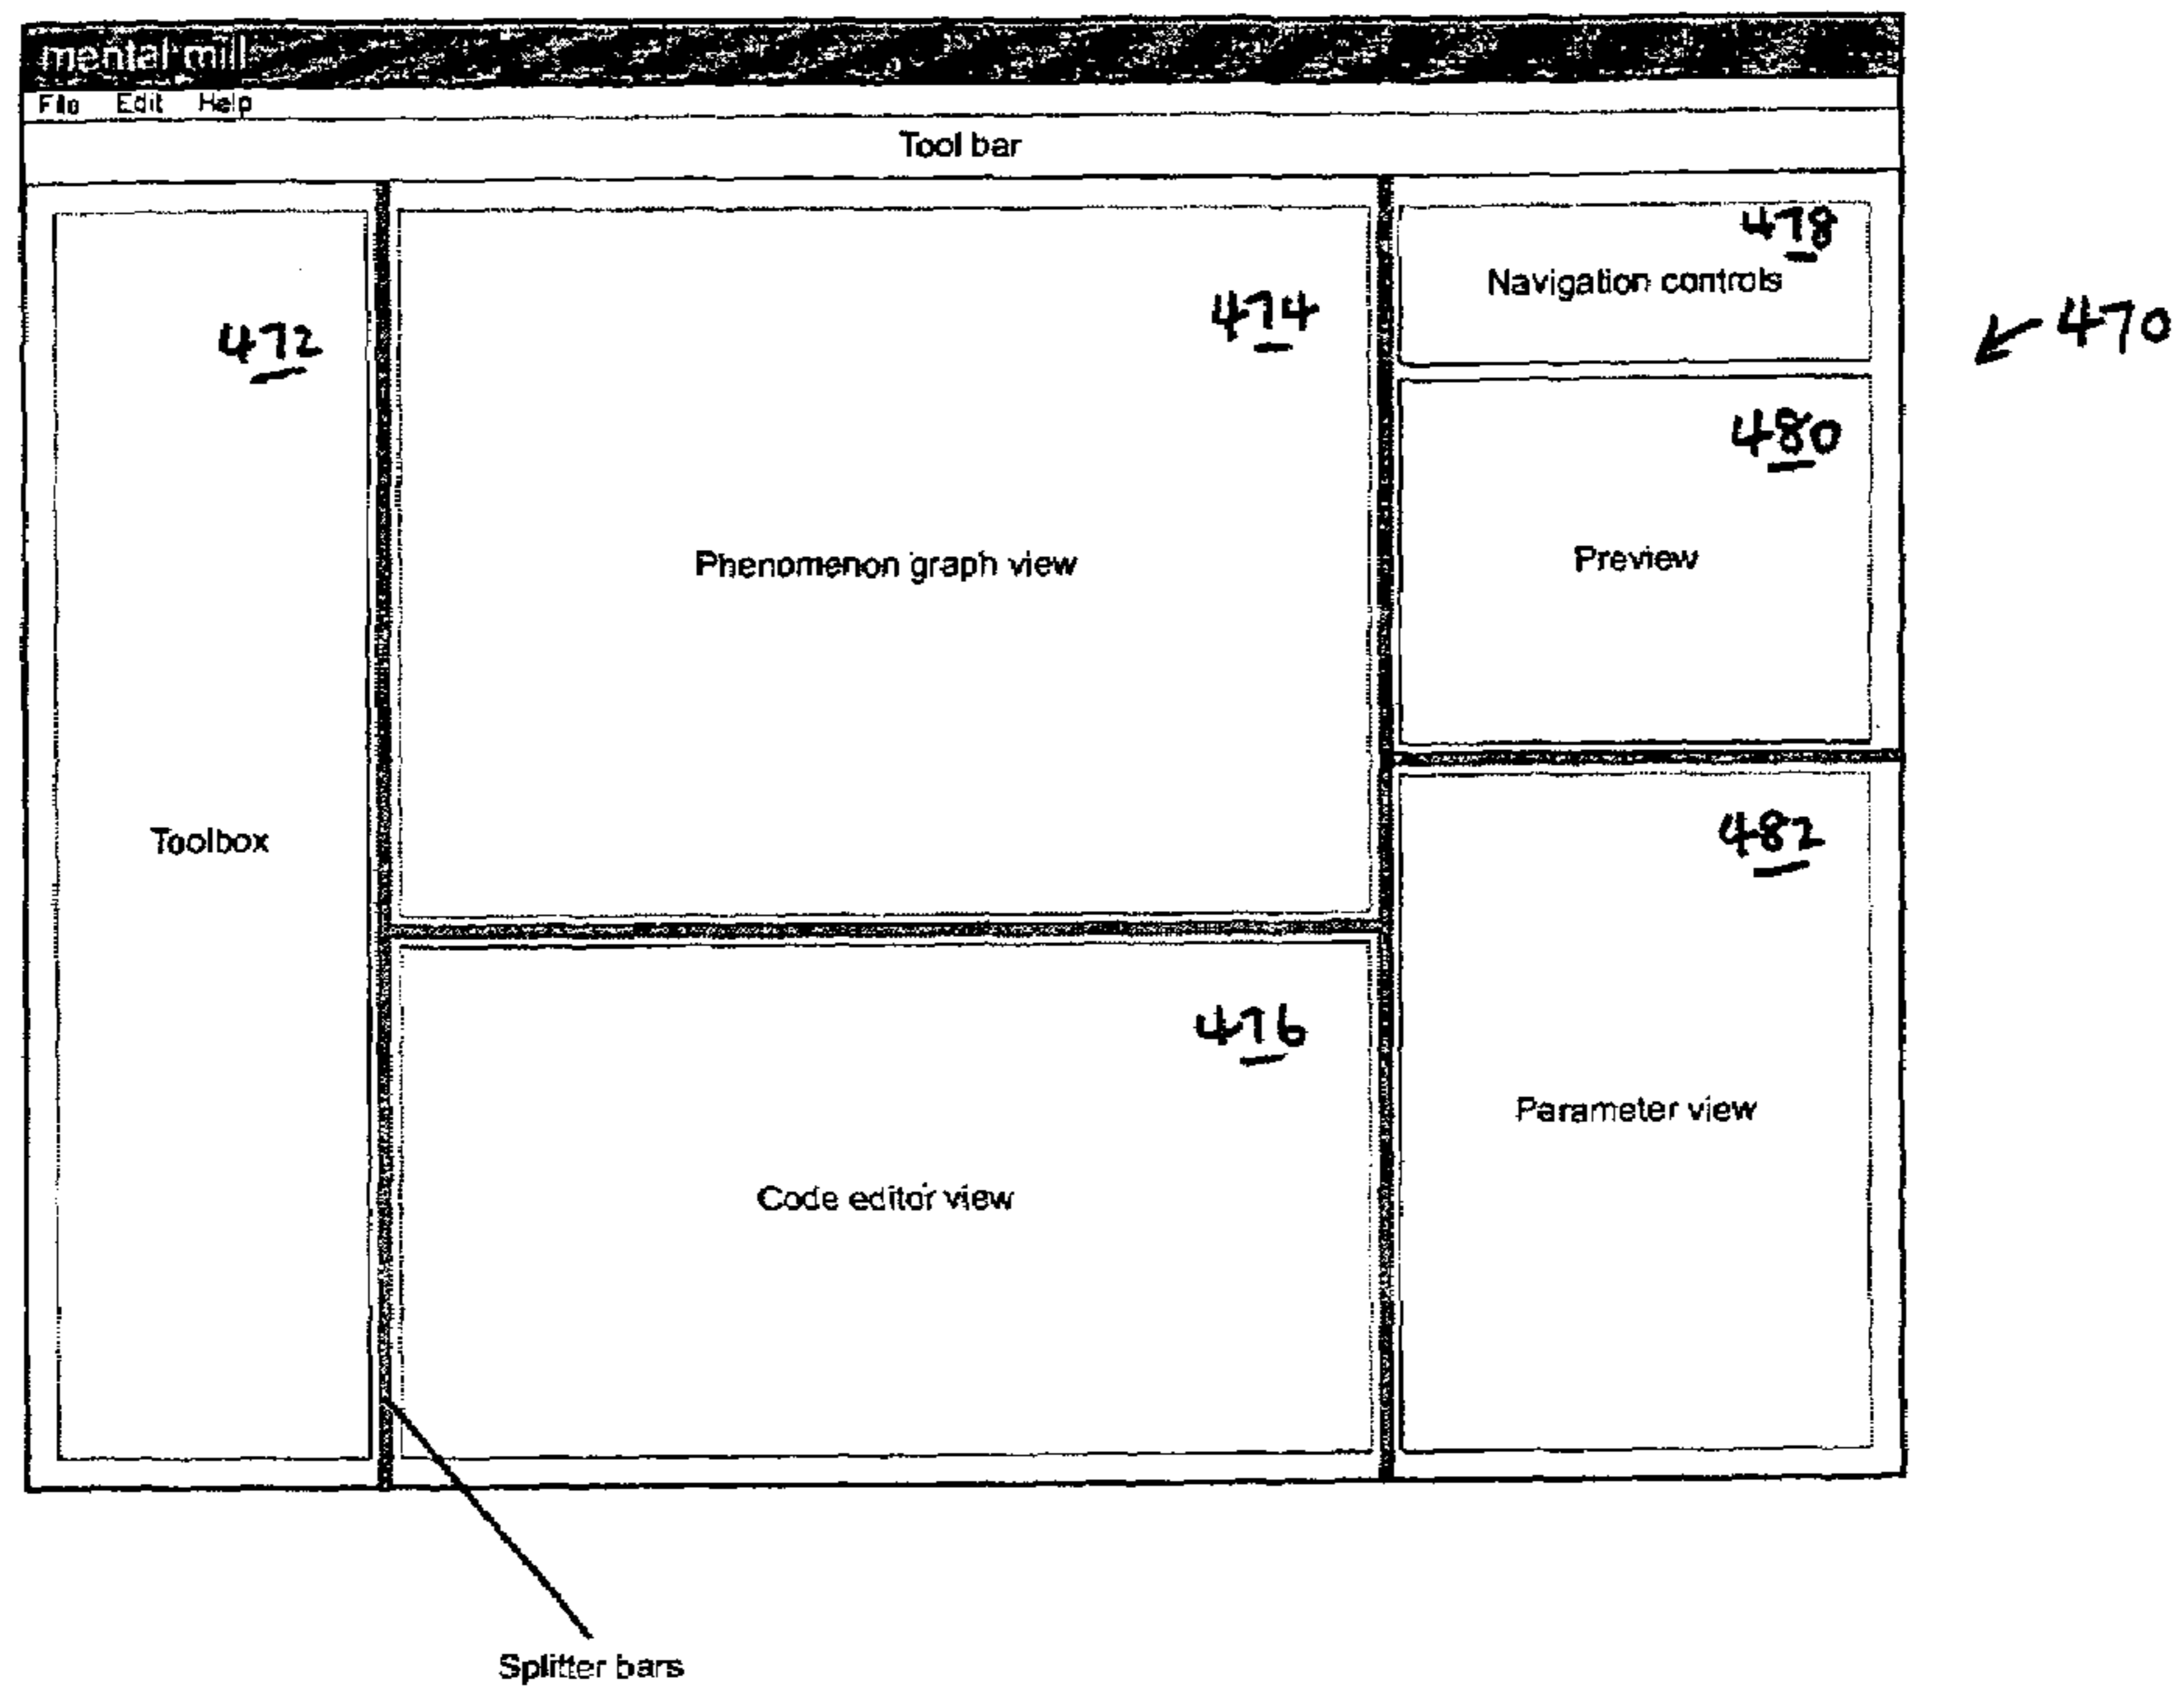 mental mill
File Edit Help
Tool bar
472
Toolbox
474
Phenomenon graph view
476
Code editor view
478
Navigation controls
480
Preview
482
Parameter view
470
Splitter bars